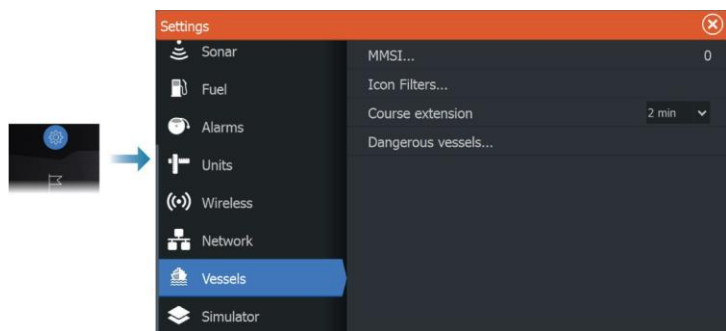 Settings
Sonar
Fuel
Alarms
Units
Wireless
Network
Vessels
Simulator
MMSI... 0
Icon Filters...
Course extension 2 min
Dangerous vessels...